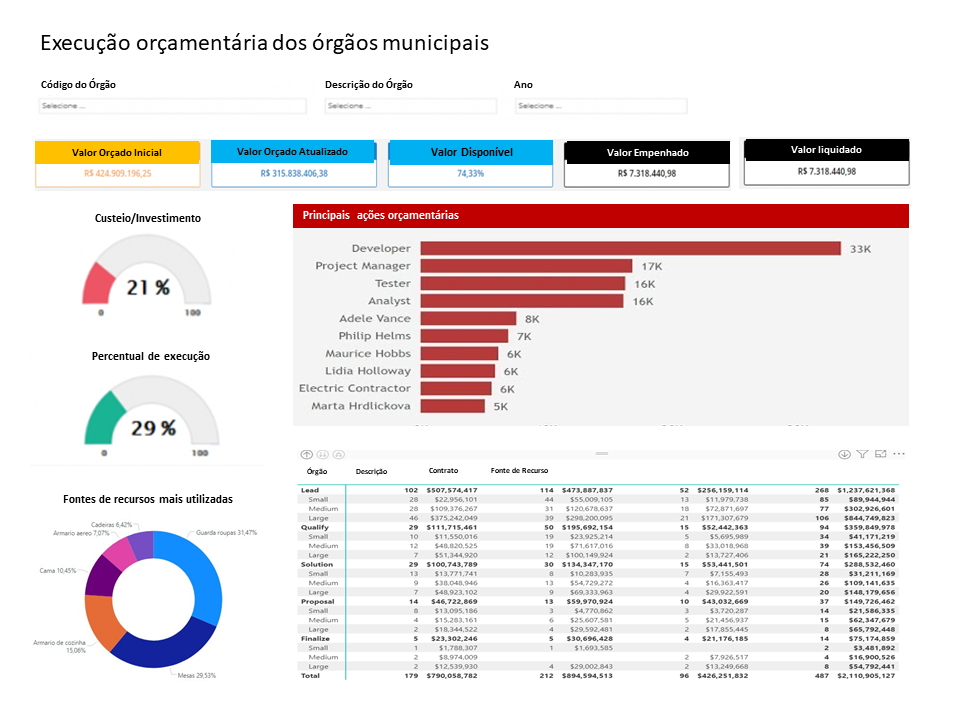 Execução orçamentária dos órgãos municipais
Código do Órgão Descrição do Órgão Ano
Selecione ... Selecione ... Selecione ...
Valor Orçado Inicial Valor Orçado Atualizado Valor Disponível Valor Empenhado Valor liquidado
R$ 424.909.196,25 R$ 315.838.406,38 74,33% R$ 7.318.440,98 R$ 7.318.440,98
Custeio/Investimento
21 %
0 100
Percentual de execução
29 %
0 100
Fontes de recursos mais utilizadas
Cadeiras 6,42%
Armario aereo 7,07%
Guarda roupas 31,47%
Cama 10,45%
Armario de cozinha
15,06%
Mesas 29,53%
Principais ações orçamentárias
Developer 33K
Project Manager 17K
Tester 16K
Analyst 16K
Adele Vance 8K
Philip Helms 7K
Maurice Hobbs 6K
Lidia Holloway 6K
Electric Contractor 6K
Marta Hrdlickova 5K
Órgão Descrição Contrato Fonte de Recurso
Lead 102 $507,574,417 114 $473,887,837 52 $256,159,114 268 $1,237,621,368
Small 28 $22,956,101 44 $55,009,105 13 $11,979,738 85 $89,944,944
Medium 28 $109,376,267 31 $120,678,637 18 $72,871,697 77 $302,926,601
Large 46 $375,242,049 39 $298,200,095 21 $171,307,679 106 $844,749,823
Qualify 29 $111,715,461 50 $195,692,154 15 $52,442,363 94 $359,849,978
Small 10 $11,550,016 19 $23,925,214 5 $5,695,989 34 $41,171,219
Medium 12 $48,820,525 19 $71,617,016 8 $33,018,968 39 $153,456,509
Large 7 $51,344,920 12 $100,149,924 2 $13,727,406 21 $165,222,250
Solution 29 $100,743,789 30 $134,347,170 15 $53,441,501 74 $288,532,460
Small 13 $13,771,741 8 $10,283,935 7 $7,155,493 28 $31,211,169
Medium 9 $38,048,946 13 $54,729,272 4 $16,363,417 26 $109,141,635
Large 7 $48,923,102 9 $69,333,963 4 $29,922,591 20 $148,179,656
Proposal 14 $46,722,869 13 $59,970,924 10 $43,032,669 37 $149,726,462
Small 8 $13,095,186 3 $4,770,862 3 $3,720,287 14 $21,586,335
Medium 4 $15,283,161 6 $25,607,581 5 $21,456,937 15 $62,347,679
Large 2 $18,344,522 4 $29,592,481 2 $17,855,445 8 $65,792,448
Finalize 5 $23,302,246 5 $30,696,428 4 $21,176,185 14 $75,174,859
Small 1 $1,788,307 1 $1,693,585 2 $3,481,892
Medium 2 $8,974,009 2 $7,926,517 4 $16,900,526
Large 2 $12,539,930 4 $29,002,843 2 $13,249,668 8 $54,792,441
Total 179 $790,058,782 212 $894,594,513 96 $426,251,832 487 $2,110,905,127